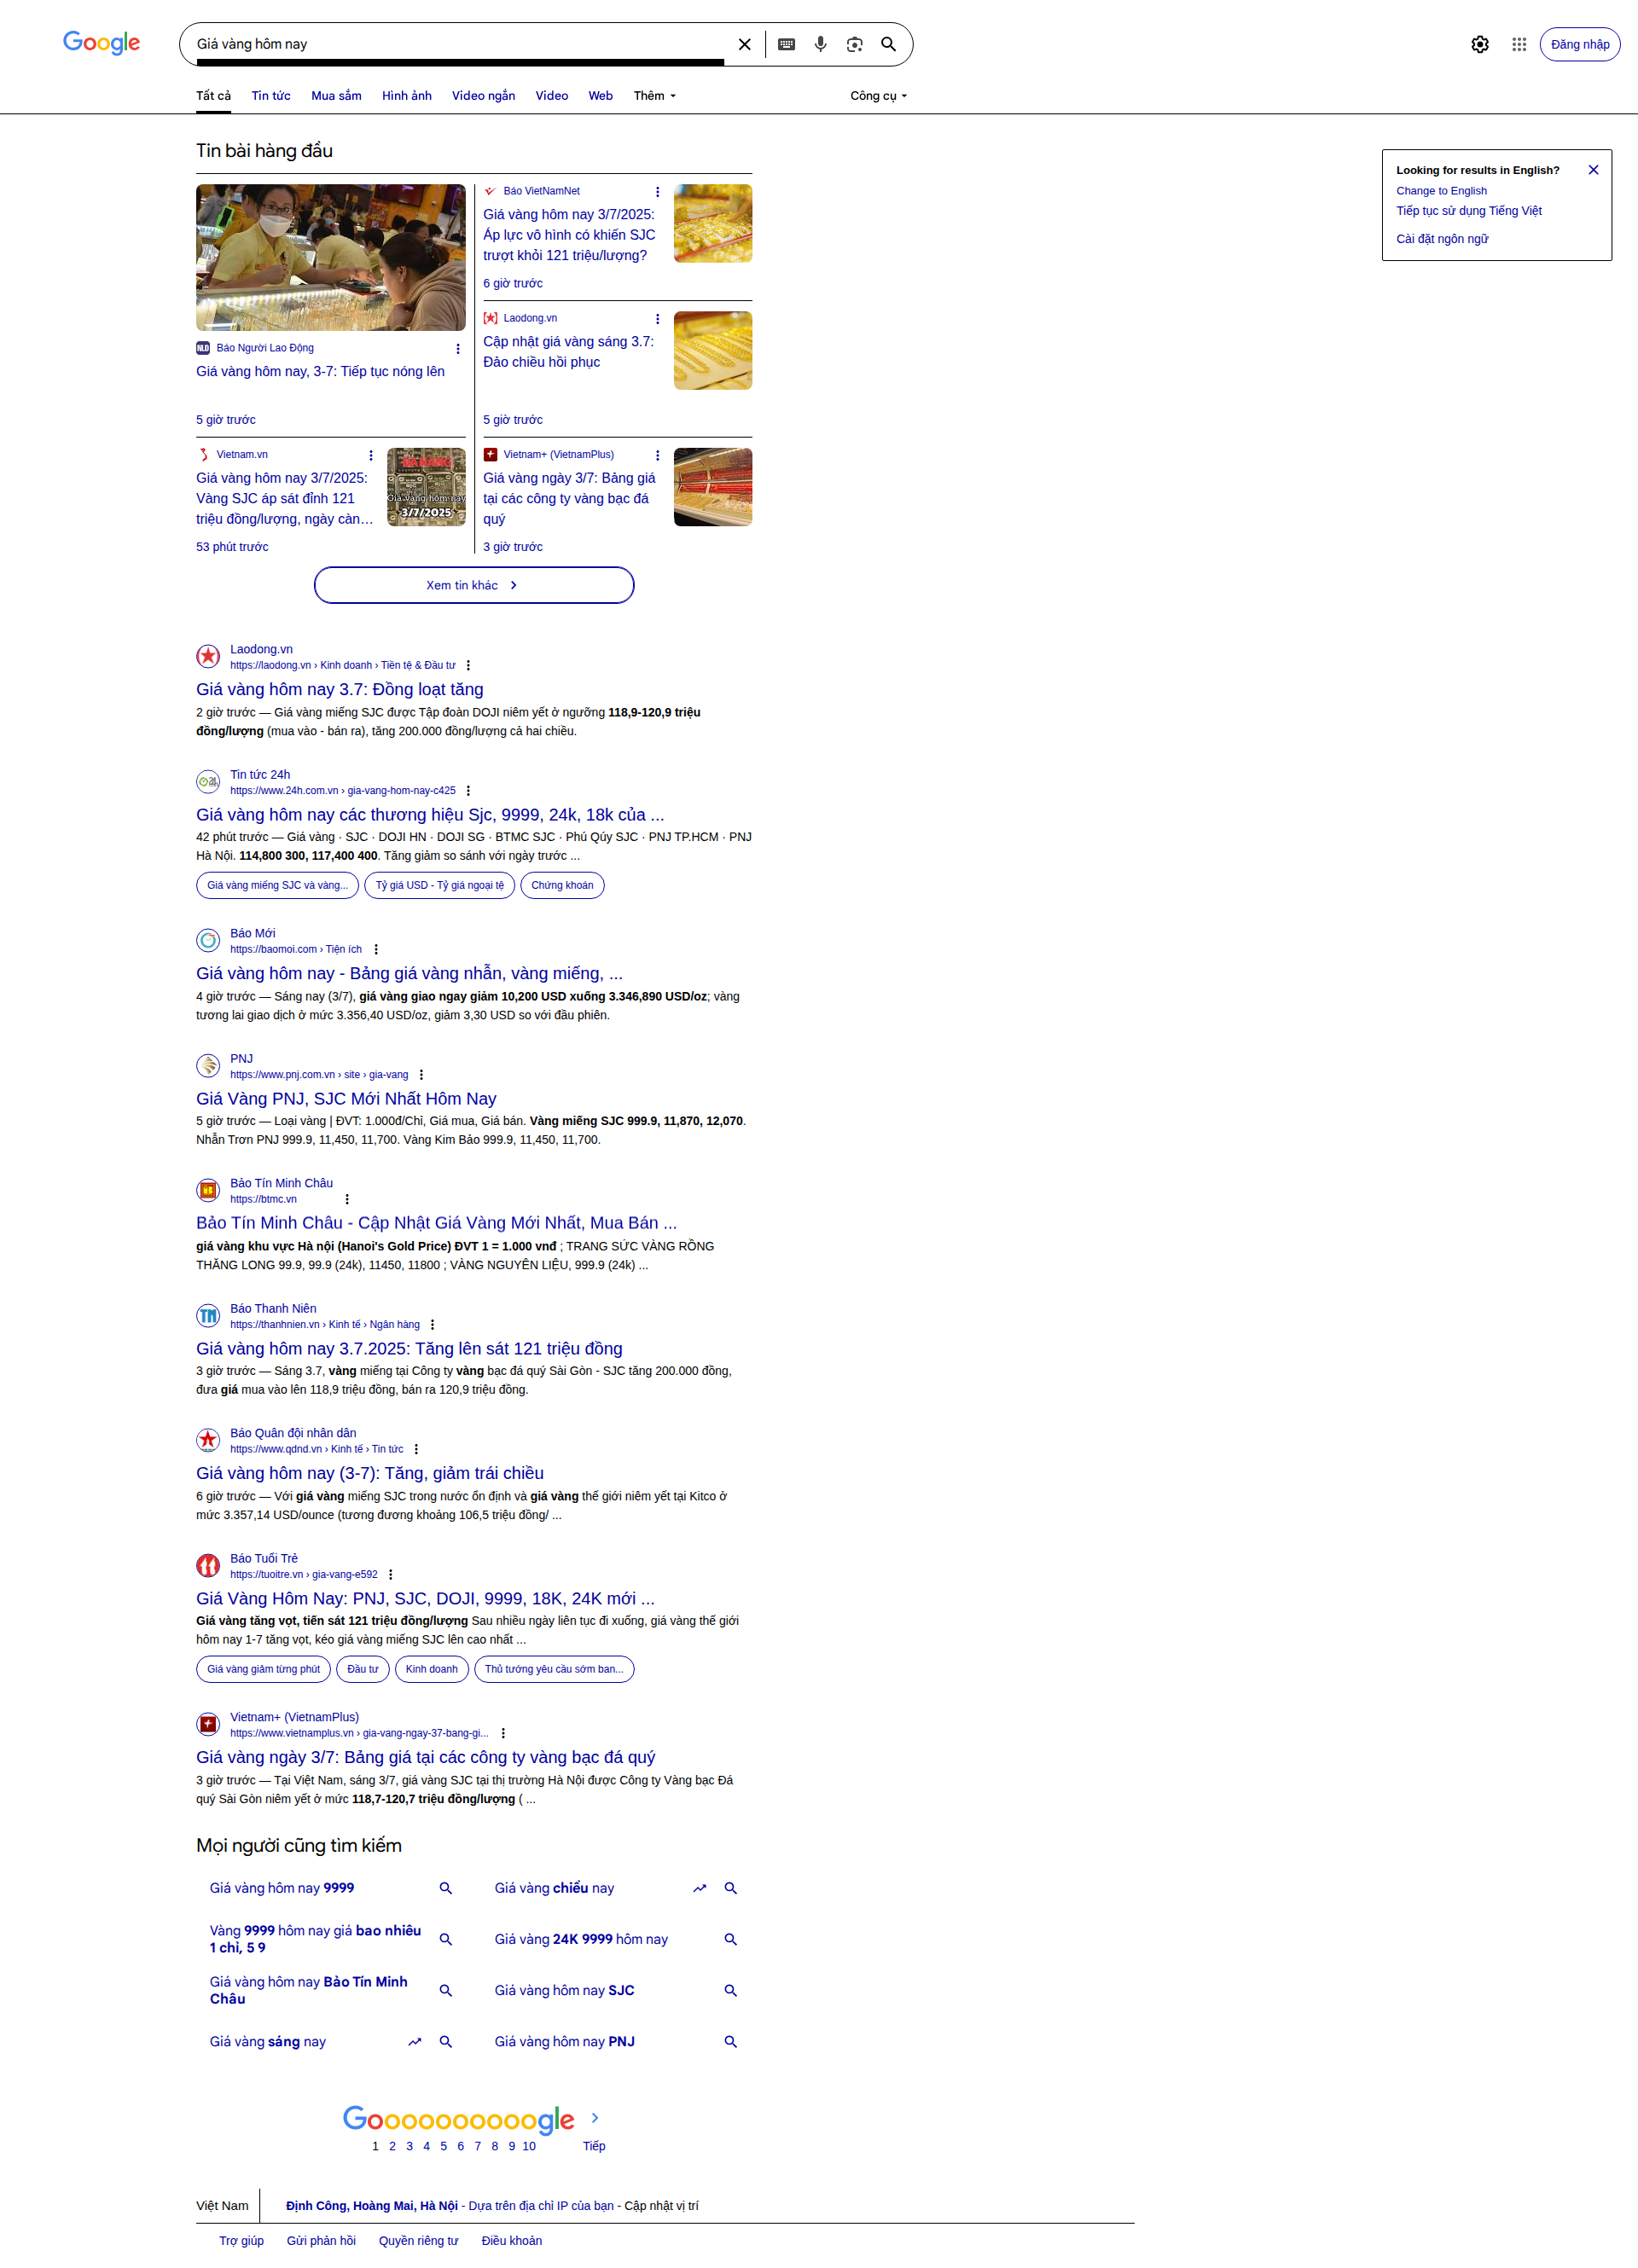 Google
Giá vàng hôm nay
Đăng nhập
Tất cả
Tin tức
Mua sắm
Hình ảnh
Video ngắn
Video
Web
Thêm
Công cụ
Looking for results in English?
Change to English
Tiếp tục sử dụng Tiếng Việt
Cài đặt ngôn ngữ
Tin bài hàng đầu
NLD
Báo Người Lao Động
Giá vàng hôm nay, 3-7: Tiếp tục nóng lên
5 giờ trước
Báo VietNamNet
Giá vàng hôm nay 3/7/2025:
Áp lực vô hình có khiến SJC
trượt khỏi 121 triệu/lượng?
6 giờ trước
Laodong.vn
Cập nhật giá vàng sáng 3.7:
Đảo chiều hồi phục
5 giờ trước
Vietnam.vn
Giá vàng hôm nay 3/7/2025:
Vàng SJC áp sát đỉnh 121
triệu đồng/lượng, ngày càn…
53 phút trước
Giá vàng hôm nay
3/7/2025
Vietnam+ (VietnamPlus)
Giá vàng ngày 3/7: Bảng giá
tại các công ty vàng bạc đá
quý
3 giờ trước
Xem tin khác
Laodong.vn
https://laodong.vn › Kinh doanh › Tiền tệ & Đầu tư
Giá vàng hôm nay 3.7: Đồng loạt tăng
2 giờ trước — Giá vàng miếng SJC được Tập đoàn DOJI niêm yết ở ngưỡng 118,9-120,9 triệu
đồng/lượng (mua vào - bán ra), tăng 200.000 đồng/lượng cả hai chiều.
Tin tức 24h
https://www.24h.com.vn › gia-vang-hom-nay-c425
Giá vàng hôm nay các thương hiệu Sjc, 9999, 24k, 18k của ...
42 phút trước — Giá vàng · SJC · DOJI HN · DOJI SG · BTMC SJC · Phú Qúy SJC · PNJ TP.HCM · PNJ
Hà Nội. 114,800 300, 117,400 400. Tăng giảm so sánh với ngày trước ...
Giá vàng miếng SJC và vàng...
Tỷ giá USD - Tỷ giá ngoại tệ
Chứng khoán
Báo Mới
https://baomoi.com › Tiện ích
Giá vàng hôm nay - Bảng giá vàng nhẫn, vàng miếng, ...
4 giờ trước — Sáng nay (3/7), giá vàng giao ngay giảm 10,200 USD xuống 3.346,890 USD/oz; vàng
tương lai giao dịch ở mức 3.356,40 USD/oz, giảm 3,30 USD so với đầu phiên.
PNJ
https://www.pnj.com.vn › site › gia-vang
Giá Vàng PNJ, SJC Mới Nhất Hôm Nay
5 giờ trước — Loại vàng | ĐVT: 1.000đ/Chỉ, Giá mua, Giá bán. Vàng miếng SJC 999.9, 11,870, 12,070.
Nhẫn Trơn PNJ 999.9, 11,450, 11,700. Vàng Kim Bảo 999.9, 11,450, 11,700.
Bảo Tín Minh Châu
https://btmc.vn
Bảo Tín Minh Châu - Cập Nhật Giá Vàng Mới Nhất, Mua Bán ...
giá vàng khu vực Hà nội (Hanoi's Gold Price) ĐVT 1 = 1.000 vnđ ; TRANG SỨC VÀNG RỒNG
THĂNG LONG 99.9, 99.9 (24k), 11450, 11800 ; VÀNG NGUYÊN LIỆU, 999.9 (24k) ...
Báo Thanh Niên
https://thanhnien.vn › Kinh tế › Ngân hàng
Giá vàng hôm nay 3.7.2025: Tăng lên sát 121 triệu đồng
3 giờ trước — Sáng 3.7, vàng miếng tại Công ty vàng bạc đá quý Sài Gòn - SJC tăng 200.000 đồng,
đưa giá mua vào lên 118,9 triệu đồng, bán ra 120,9 triệu đồng.
Báo Quân đội nhân dân
https://www.qdnd.vn › Kinh tế › Tin tức
Giá vàng hôm nay (3-7): Tăng, giảm trái chiều
6 giờ trước — Với giá vàng miếng SJC trong nước ổn định và giá vàng thế giới niêm yết tại Kitco ở
mức 3.357,14 USD/ounce (tương đương khoảng 106,5 triệu đồng/ ...
Báo Tuổi Trẻ
https://tuoitre.vn › gia-vang-e592
Giá Vàng Hôm Nay: PNJ, SJC, DOJI, 9999, 18K, 24K mới ...
Giá vàng tăng vọt, tiến sát 121 triệu đồng/lượng Sau nhiều ngày liên tục đi xuống, giá vàng thế giới
hôm nay 1-7 tăng vọt, kéo giá vàng miếng SJC lên cao nhất ...
Giá vàng giảm từng phút
Đầu tư
Kinh doanh
Thủ tướng yêu cầu sớm ban...
Vietnam+ (VietnamPlus)
https://www.vietnamplus.vn › gia-vang-ngay-37-bang-gi...
Giá vàng ngày 3/7: Bảng giá tại các công ty vàng bạc đá quý
3 giờ trước — Tại Việt Nam, sáng 3/7, giá vàng SJC tại thị trường Hà Nội được Công ty Vàng bạc Đá
quý Sài Gòn niêm yết ở mức 118,7-120,7 triệu đồng/lượng ( ...
Mọi người cũng tìm kiếm
Giá vàng hôm nay 9999
Giá vàng chiều nay
Vàng 9999 hôm nay giá bao nhiêu
1 chỉ, 5 9
Giá vàng 24K 9999 hôm nay
Giá vàng hôm nay Bảo Tín Minh
Châu
Giá vàng hôm nay SJC
Giá vàng sáng nay
Giá vàng hôm nay PNJ
Goooooooooogle
1 2 3 4 5 6 7 8 9 10 Tiếp
Việt Nam
Định Công, Hoàng Mai, Hà Nội - Dựa trên địa chỉ IP của bạn - Cập nhật vị trí
Trợ giúp
Gửi phản hồi
Quyền riêng tư
Điều khoản